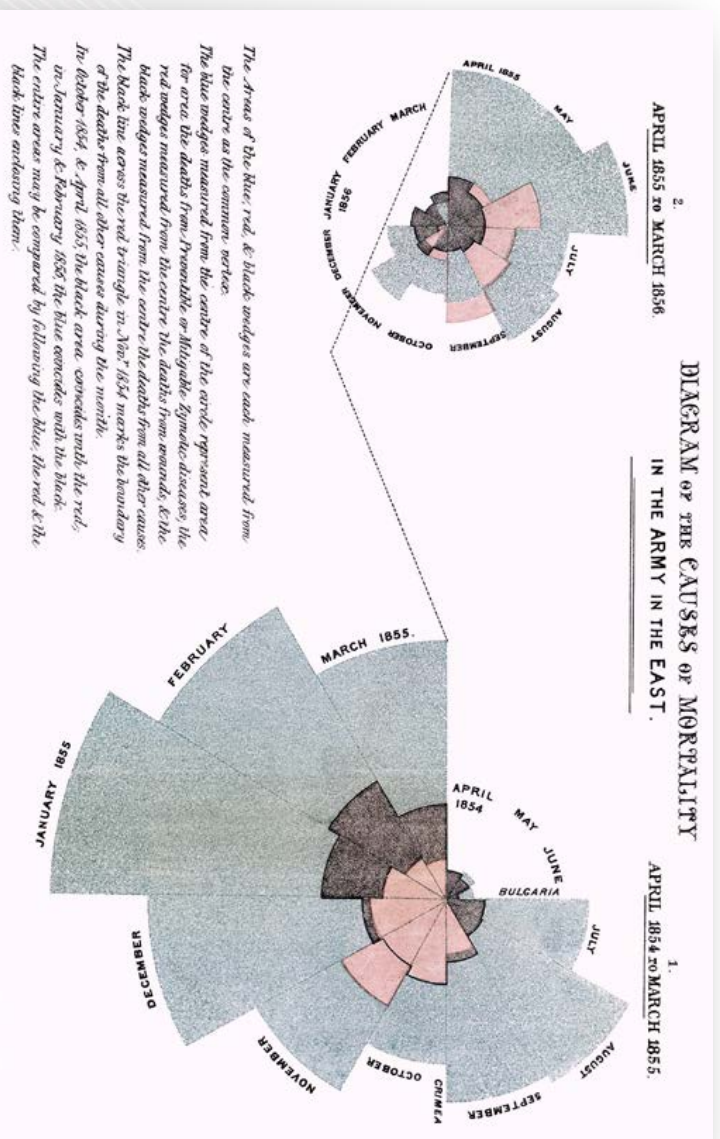 DIAGRAM OF THE CAUSES OF MORTALITY
IN THE ARMY IN THE EAST.
2.
APRIL 1855 TO MARCH 1856.
1.
APRIL 1854 TO MARCH 1855.
APRIL 1855
MAY
JUNE
JULY
AUGUST
SEPTEMBER
OCTOBER
NOVEMBER
DECEMBER
JANUARY
1856
FEBRUARY
MARCH
APRIL
1854
MAY
JUNE
BULGARIA
JULY
AUGUST
SEPTEMBER
CRIMEA
OCTOBER
NOVEMBER
DECEMBER
JANUARY 1855
FEBRUARY
MARCH 1855.
The Areas of the blue, red, & black wedges are each measured from
the centre as the common vertex.
The blue wedges measured from the centre of the circle represent area
for area the deaths from Preventible or Mitigable Zymotic diseases, the
red wedges measured from the centre the deaths from wounds, & the
black wedges measured from the centre the deaths from all other causes.
The black line across the red triangle in Novr. 1854 marks the boundary
of the deaths from all other causes during the month.
In October 1854, & April 1855, the black area coincides with the red,
in January & February 1856, the blue coincides with the black.
The entire areas may be compared by following the blue, the red & the
black lines enclosing them.